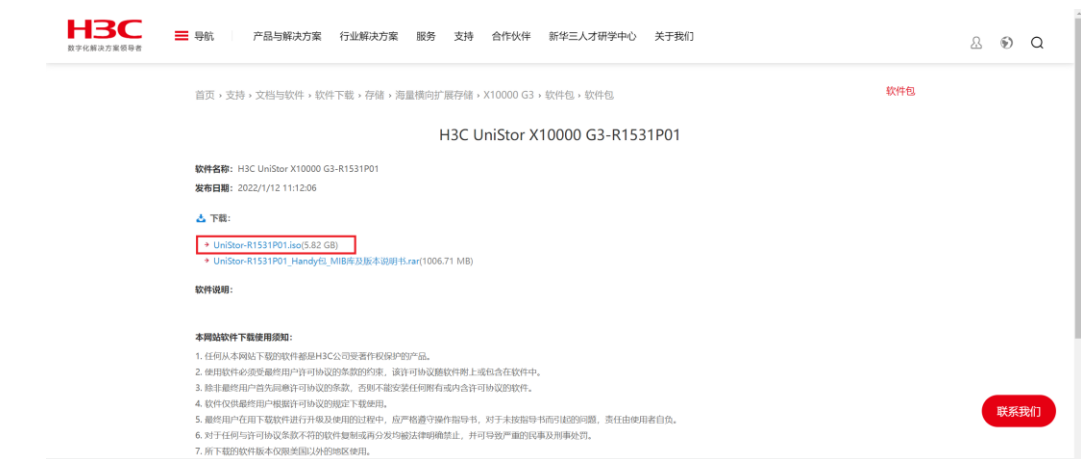 H3C
数字化解决方案领导者
导航
产品与解决方案 行业解决方案 服务 支持 合作伙伴 新华三人才研学中心 关于我们
首页 › 支持 › 文档与软件 › 软件下载 › 存储 › 海量横向扩展存储 › X10000 G3 › 软件包 › 软件包
软件包
H3C UniStor X10000 G3-R1531P01
软件名称: H3C UniStor X10000 G3-R1531P01
发布日期: 2022/1/12 11:12:06
下载:
UniStor-R1531P01.iso(5.82 GB)
UniStor-R1531P01_Handy包_MIB库及版本说明书.rar(1006.71 MB)
软件说明:
本网站软件下载使用须知:
1. 任何从本网站下载的软件都是H3C公司受著作权保护的产品。
2. 使用软件必须受最终用户许可协议的条款的约束，该许可协议随软件附上或包含在软件中。
3. 除非最终用户首先同意许可协议的条款，否则不能安装任何附有或内含许可协议的软件。
4. 软件仅供最终用户根据许可协议的规定下载使用。
5. 最终用户在用下载软件进行升级及使用的过程中，应严格遵守操作指导书，对于未按指导书而引起的问题，责任由使用者自负。
6. 对于任何与许可协议条款不符的软件复制或再分发均被法律明确禁止，并可导致严重的民事及刑事处罚。
7. 所下载的软件版本仅限美国以外的地区使用。
联系我们